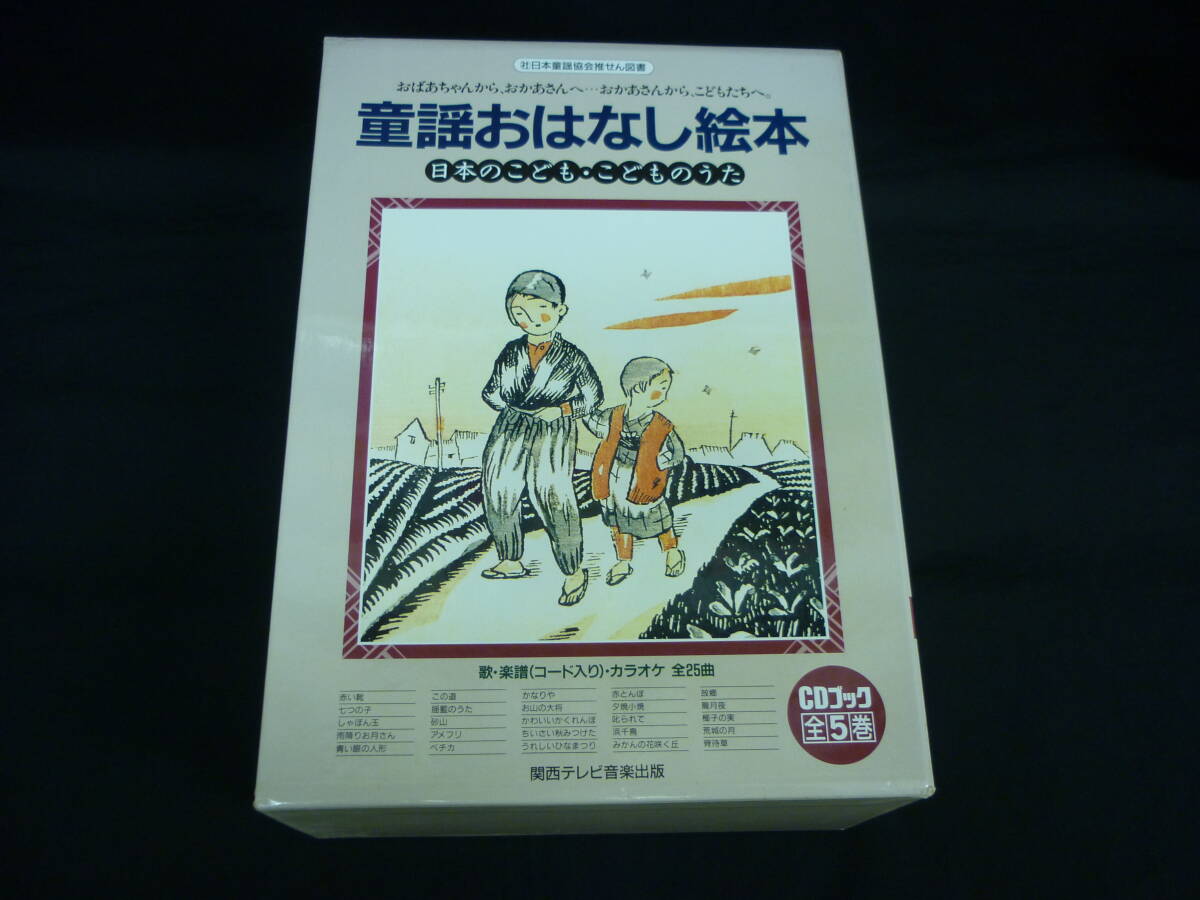 社日本童謡協会推せん図書
おばあちゃんから、おかあさんへ…おかあさんから、こどもたちへ。
童謡おはなし絵本
日本のこども・こどものうた
歌・楽譜(コード入り)・カラオケ 全25曲
赤い靴
七つの子
しゃぼん玉
雨降りお月さん
青い眼の人形
この道
揺籃のうた
砂山
アメフリ
ペチカ
かなりや
お山の大将
かわいいかくれんぼ
ちいさい秋みつけた
うれしいひなまつり
赤とんぼ
夕焼小焼
叱られて
浜千鳥
みかんの花咲く丘
故郷
朧月夜
椰子の実
荒城の月
宵待草
CDブック
全5巻
関西テレビ音楽出版